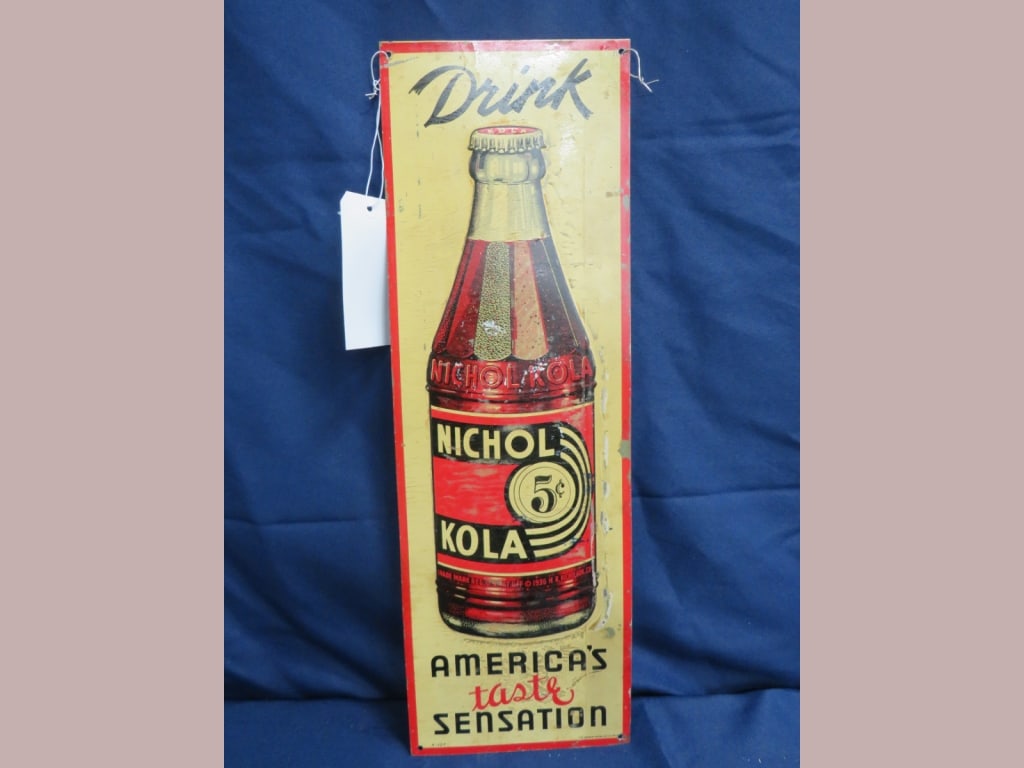 Drink
NICHOL KOLA
NICHOL
5¢
KOLA
AMERICA'S
taste
SENSATION